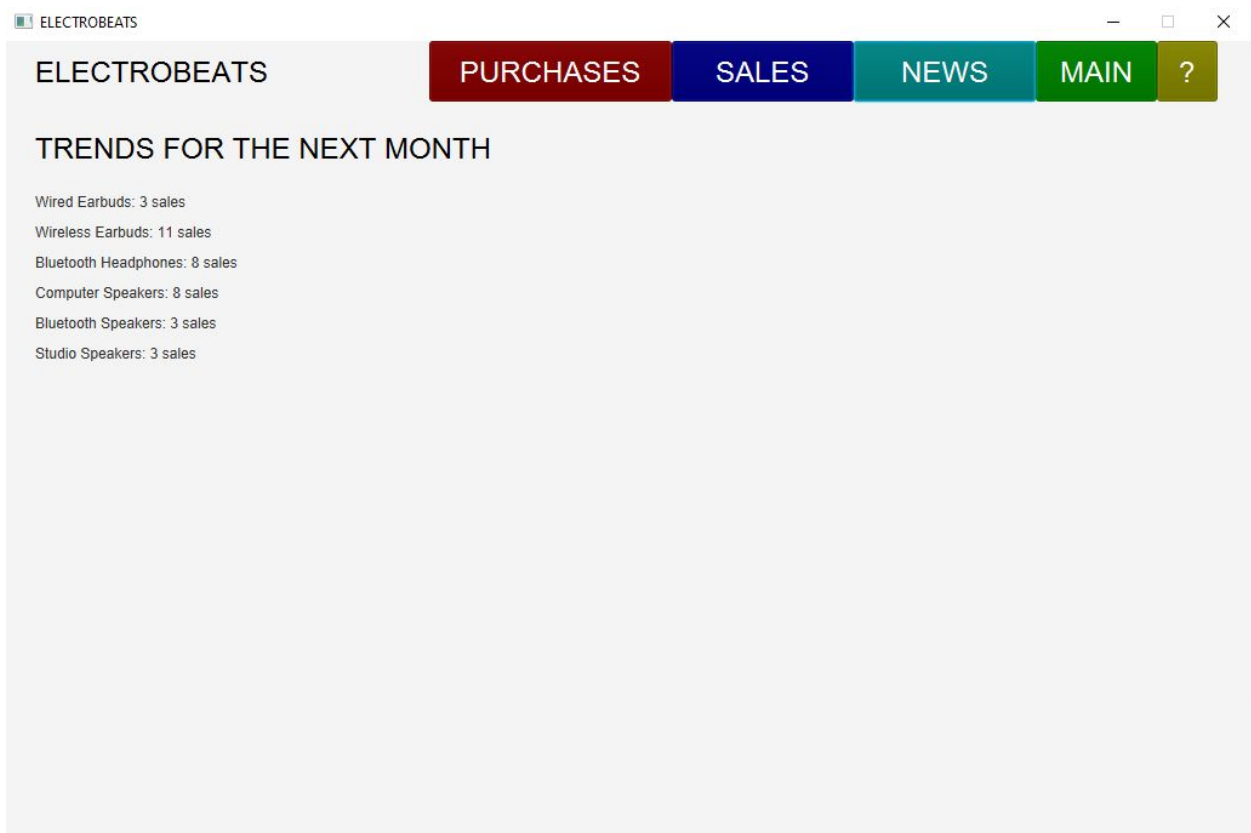 ELECTROBEATS
ELECTROBEATS PURCHASES SALES NEWS MAIN ?
TRENDS FOR THE NEXT MONTH
Wired Earbuds: 3 sales
Wireless Earbuds: 11 sales
Bluetooth Headphones: 8 sales
Computer Speakers: 8 sales
Bluetooth Speakers: 3 sales
Studio Speakers: 3 sales